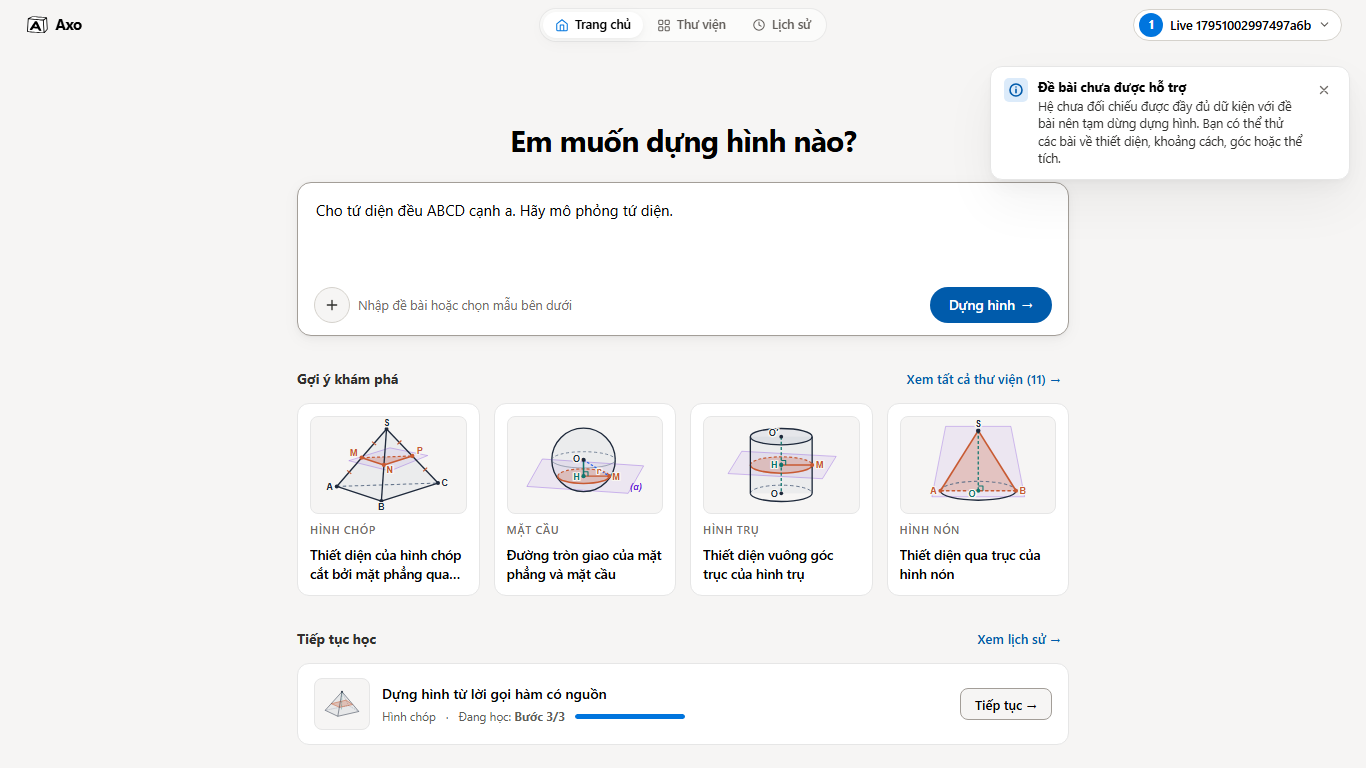 Axo
Trang chủ
Thư viện
Lịch sử
1
Live 17951002997497a6b
Đề bài chưa được hỗ trợ
Hệ chưa đối chiếu được đầy đủ dữ kiện với đề
bài nên tạm dừng dựng hình. Bạn có thể thử
các bài về thiết diện, khoảng cách, góc hoặc thể
tích.
Em muốn dựng hình nào?
Cho tứ diện đều ABCD cạnh a. Hãy mô phỏng tứ diện.
Nhập đề bài hoặc chọn mẫu bên dưới
Dựng hình →
Gợi ý khám phá
Xem tất cả thư viện (11) →
S
M
P
N
A
C
B
HÌNH CHÓP
Thiết diện của hình chóp
cắt bởi mặt phẳng qua...
O
r
H
M
(α)
MẶT CẦU
Đường tròn giao của mặt
phẳng và mặt cầu
O'
H
M
O
HÌNH TRỤ
Thiết diện vuông góc
trục của hình trụ
S
A
O
B
HÌNH NÓN
Thiết diện qua trục của
hình nón
Tiếp tục học
Xem lịch sử →
Dựng hình từ lời gọi hàm có nguồn
Hình chóp · Đang học: Bước 3/3
Tiếp tục →